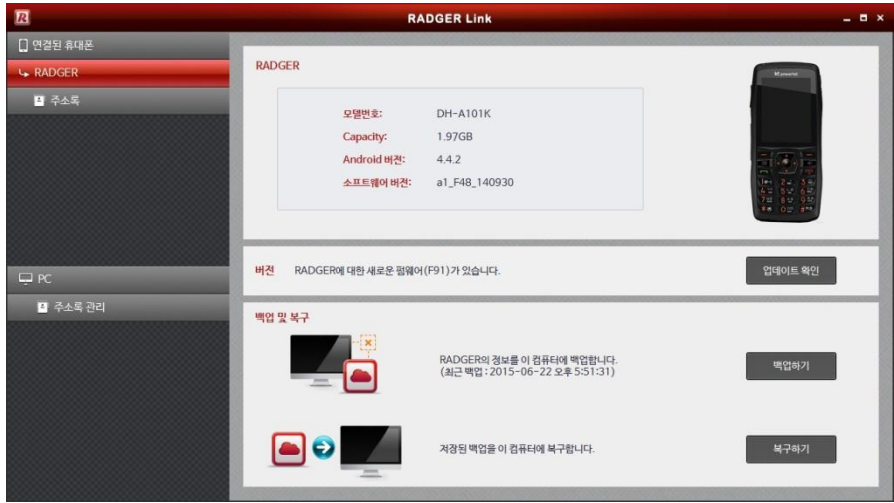 RADGER Link
연결된 휴대폰
RADGER
주소록
PC
주소록 관리
RADGER
모델번호: DH-A101K
Capacity: 1.97GB
Android 버전: 4.4.2
소프트웨어 버전: a1_F48_140930
버전 RADGER에 대한 새로운 펌웨어(F91)가 있습니다. 업데이트 확인
백업 및 복구
RADGER의 정보를 이 컴퓨터에 백업합니다.
(최근 백업 : 2015-06-22 오후 5:51:31)
백업하기
저장된 백업을 이 컴퓨터에 복구합니다. 복구하기